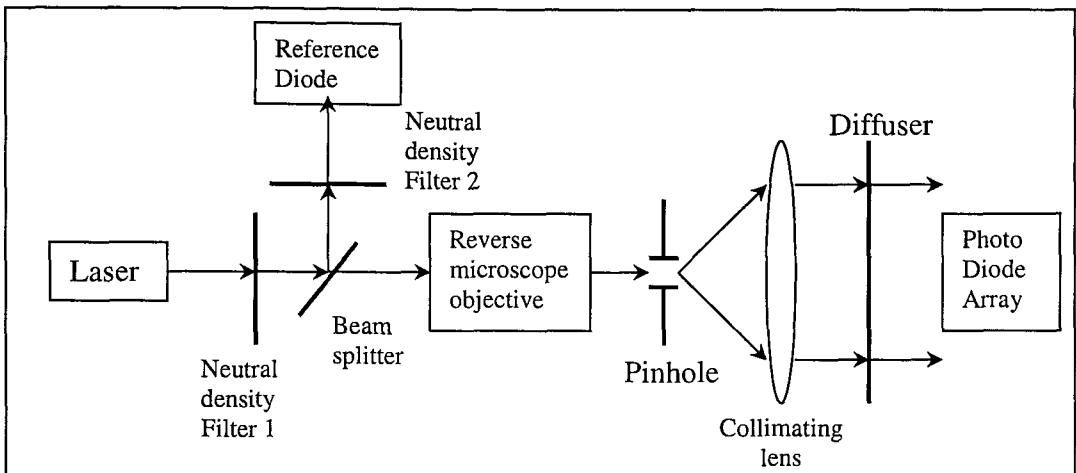 Reference
Diode
Neutral
density
Filter 2
Diffuser
Laser
Reverse
microscope
objective
Photo
Diode
Array
Beam
splitter
Pinhole
Neutral
density
Filter 1
Collimating
lens